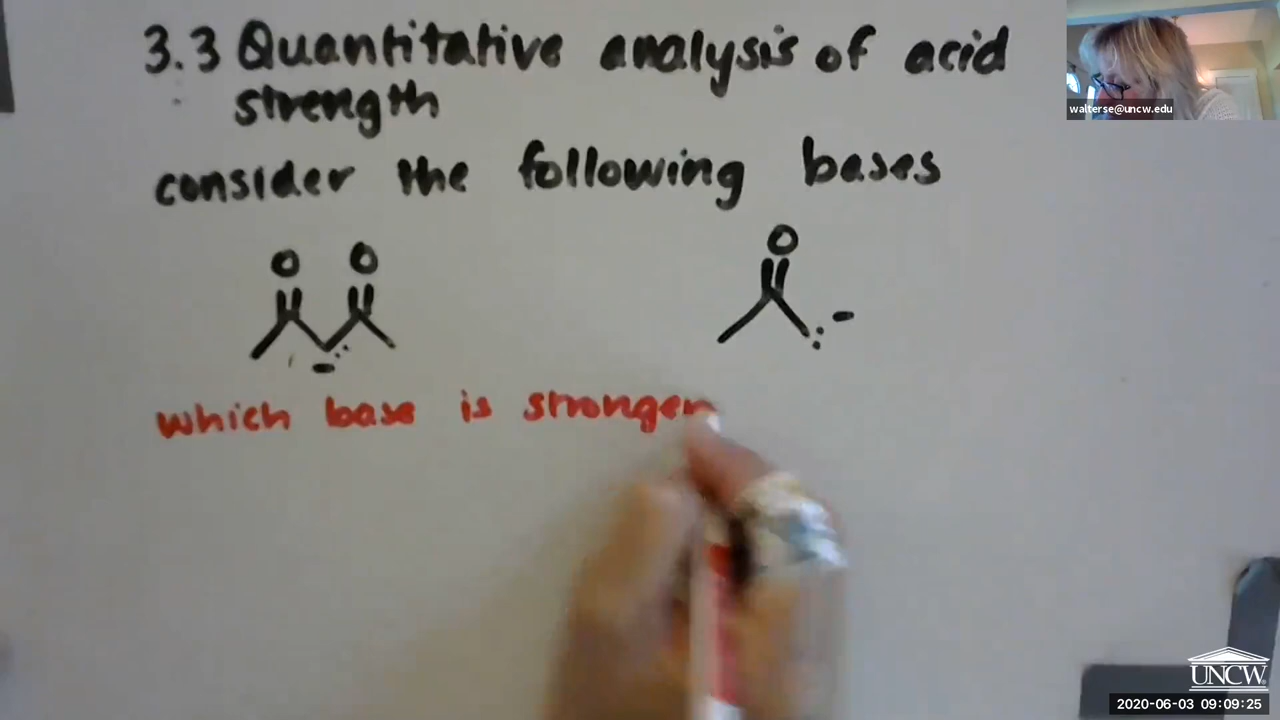 3.3 Quantitative analysis of acid
strength
consider the following bases
O O
O
which base is stronger
walterse@uncw.edu
UNCW
2020-06-03 09:09:25